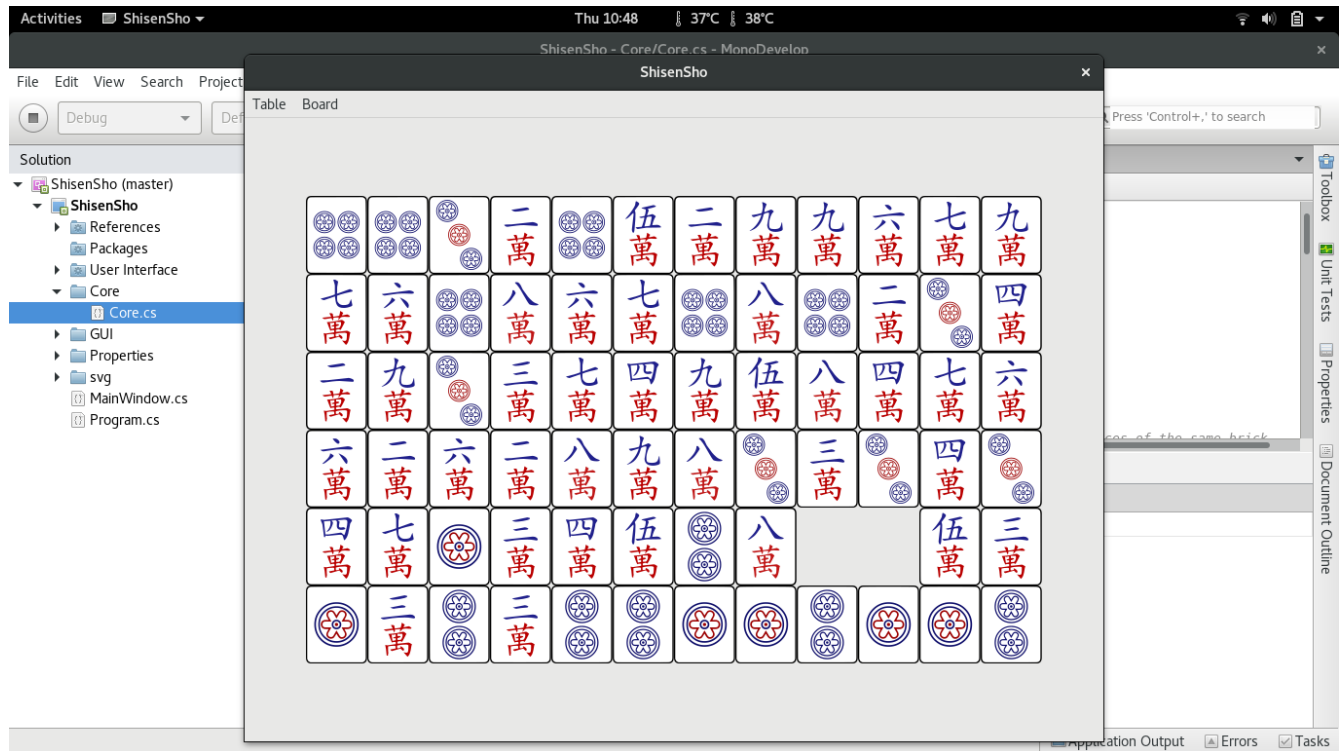 Activities ShisenSho Thu 10:48 37°C 38°C
ShisenSho - Core/Core.cs - MonoDevelop
ShisenSho
File Edit View Search Project
Table Board
Debug Def Press 'Control+,' to search
Solution
ShisenSho (master)
ShisenSho
References
Packages
User Interface
Core
Core.cs
GUI
Properties
svg
MainWindow.cs
Program.cs
二 伍 二 九 九 六 七 九
萬 萬 萬 萬 萬 萬 萬 萬
七 六 八 六 七 八 二 四
萬 萬 萬 萬 萬 萬 萬 萬
二 九 三 七 四 九 伍 八 四 七 六
萬 萬 萬 萬 萬 萬 萬 萬 萬 萬 萬
六 二 六 二 八 九 八 三 四
萬 萬 萬 萬 萬 萬 萬 萬 萬
四 七 三 四 伍 八 伍 三
萬 萬 萬 萬 萬 萬 萬 萬
三 三
萬 萬
of the same brick
Toolbox
Unit Tests
Properties
Document Outline
Application Output Errors Tasks